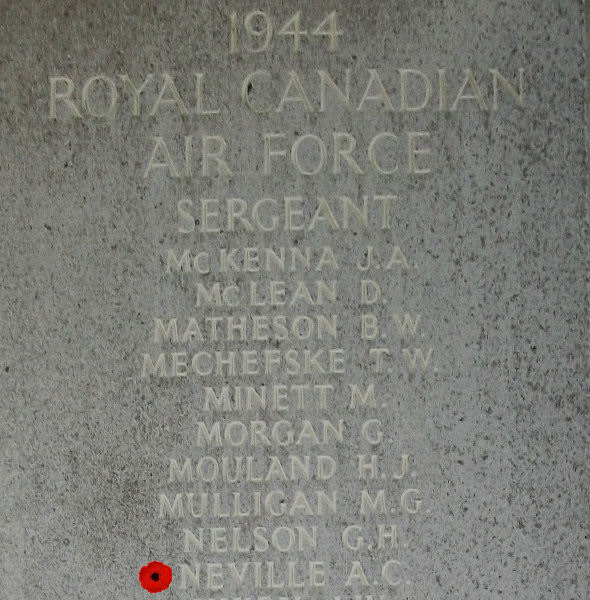 1944
ROYAL CANADIAN
AIR FORCE
SERGEANT
McKENNA J.A.
McLEAN D.
MATHESON B.W.
MECHEFSKE T.W.
MINETT M.
MORGAN G.
MOULAND H.J.
MULLIGAN M.G.
NELSON G.H.
NEVILLE A.C.